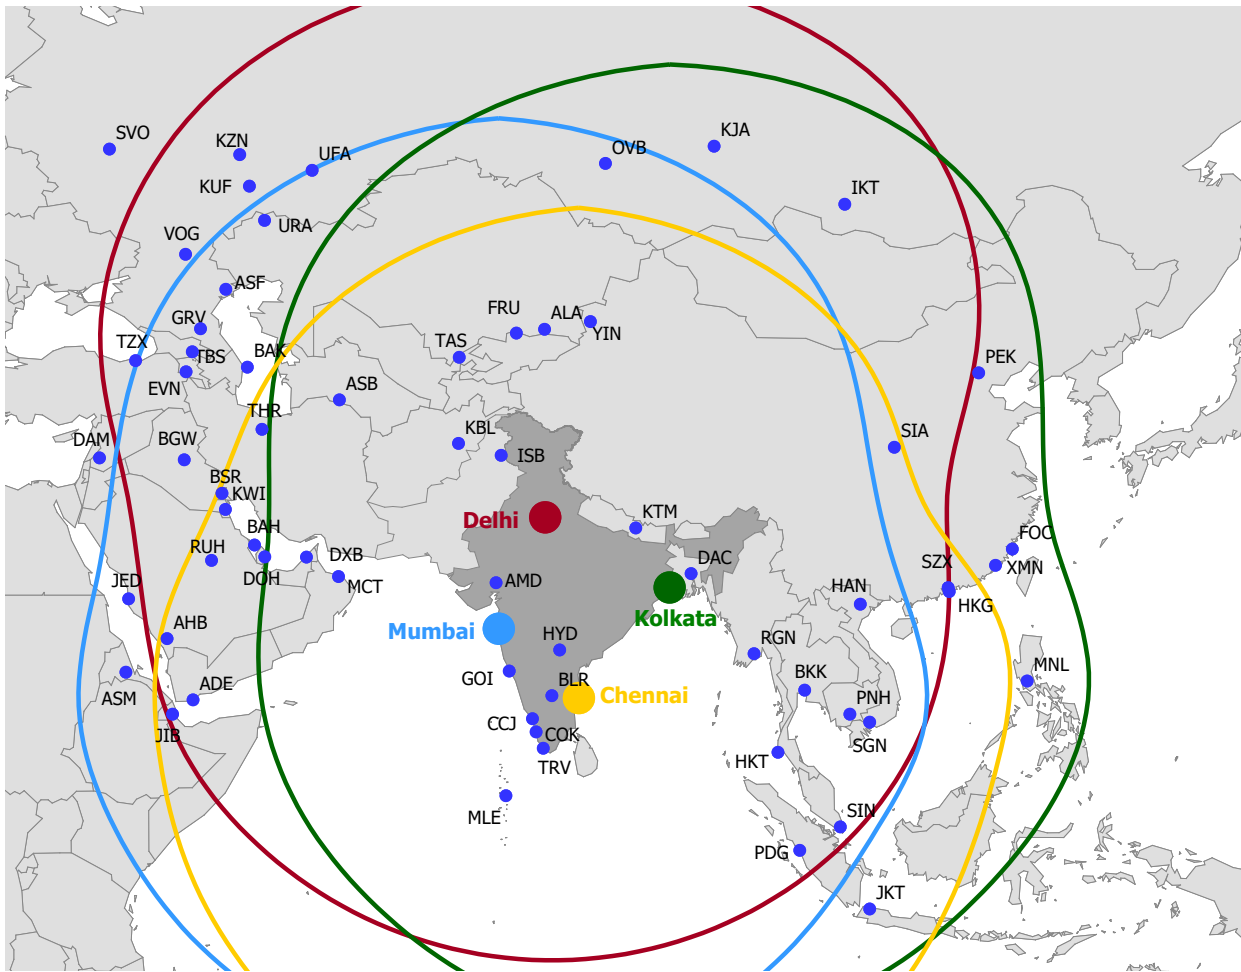 SVO
KZN
UFA
OVB
KJA
KUF
IKT
URA
VOG
ASF
GRV
FRU
ALA
YIN
TZX
TBS
BAK
TAS
PEK
EVN
ASB
THR
DAM
BGW
KBL
ISB
SIA
BSR
KWI
Delhi
KTM
BAH
RUH
DOH
DXB
MCT
DAC
FOC
XMN
SZX
HKG
JED
AMD
HAN
Kolkata
AHB
Mumbai
HYD
RGN
MNL
ASM
ADE
GOI
BLR
Chennai
BKK
PNH
JIB
CCJ
COK
SGN
TRV
HKT
MLE
SIN
PDG
JKT